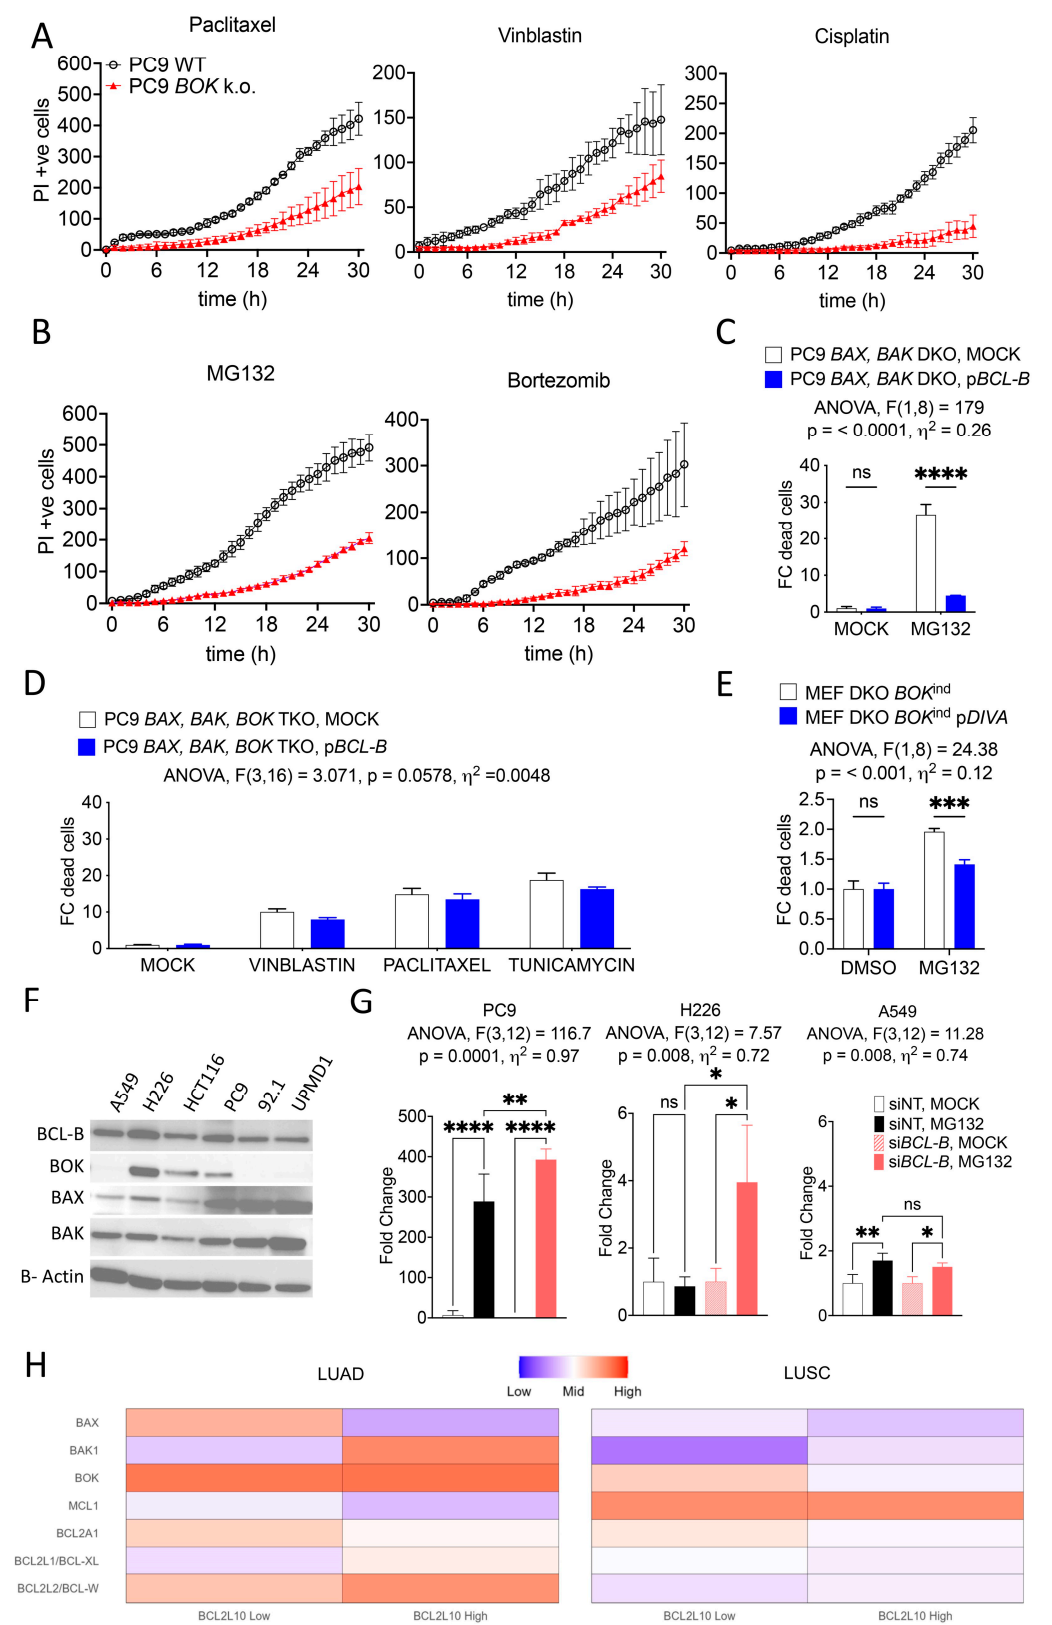 A
Paclitaxel
Vinblastin
Cisplatin
PC9 WT
PC9 BOK k.o.
PI +ve cells
600
500
400
300
200
100
0
0 6 12 18 24 30
time (h)
200
150
100
50
0
0 6 12 18 24 30
time (h)
300
250
200
150
100
50
0
0 6 12 18 24 30
time (h)
B
MG132
Bortezomib
PI +ve cells
600
500
400
300
200
100
0
0 6 12 18 24 30
time (h)
400
300
200
100
0
0 6 12 18 24 30
time (h)
C
PC9 BAX, BAK DKO, MOCK
PC9 BAX, BAK DKO, pBCL-B
ANOVA, F(1,8) = 179
p = < 0.0001, η2 = 0.26
FC dead cells
40
30
20
10
0
ns
****
MOCK MG132
D
PC9 BAX, BAK, BOK TKO, MOCK
PC9 BAX, BAK, BOK TKO, pBCL-B
ANOVA, F(3,16) = 3.071, p = 0.0578, η2 =0.0048
FC dead cells
40
30
20
10
0
MOCK VINBLASTIN PACLITAXEL TUNICAMYCIN
E
MEF DKO BOKind
MEF DKO BOKind pDIVA
ANOVA, F(1,8) = 24.38
p = < 0.001, η2 = 0.12
FC dead cells
2.5
2.0
1.5
1.0
0.5
0.0
ns
***
DMSO MG132
F
A549
H226
HCT116
PC9
92.1
UPMD1
BCL-B
BOK
BAX
BAK
B- Actin
G
PC9
ANOVA, F(3,12) = 116.7
p = 0.0001, η2 = 0.97
Fold Change
500
400
300
200
100
0
**
**** ****
H226
ANOVA, F(3,12) = 7.57
p = 0.008, η2 = 0.72
Fold Change
6
4
2
0
*
ns
*
A549
ANOVA, F(3,12) = 11.28
p = 0.008, η2 = 0.74
siNT, MOCK
siNT, MG132
siBCL-B, MOCK
siBCL-B, MG132
Fold Change
6
4
2
0
ns
**
*
H
LUAD
Low Mid High
LUSC
BAX
BAK1
BOK
MCL1
BCL2A1
BCL2L1/BCL-XL
BCL2L2/BCL-W
BCL2L10 Low BCL2L10 High BCL2L10 Low BCL2L10 High